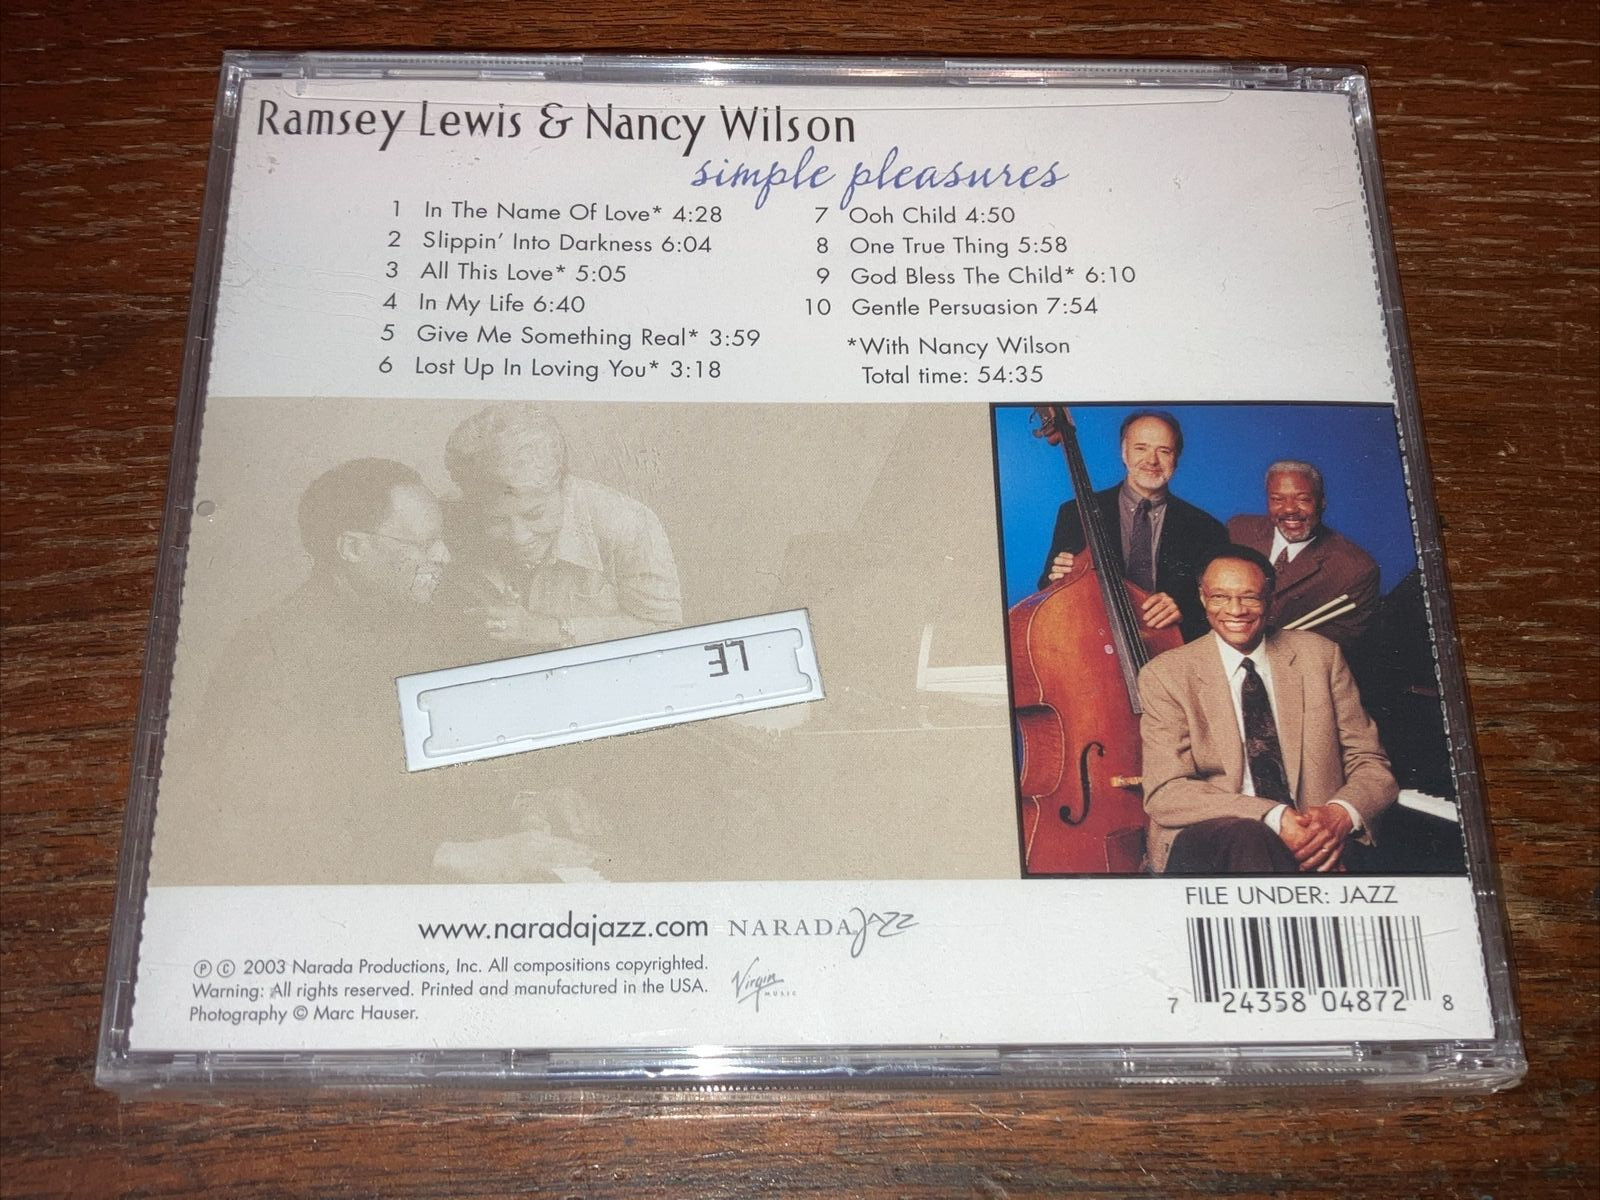 Ramsey Lewis & Nancy Wilson
simple pleasures
1 In The Name Of Love* 4:28
2 Slippin' Into Darkness 6:04
3 All This Love* 5:05
4 In My Life 6:40
5 Give Me Something Real* 3:59
6 Lost Up In Loving You* 3:18
7 Ooh Child 4:50
8 One True Thing 5:58
9 God Bless The Child* 6:10
10 Gentle Persuasion 7:54
*With Nancy Wilson
Total time: 54:35
LE
www.naradajazz.com NARADA JAZZ
FILE UNDER: JAZZ
℗ © 2003 Narada Productions, Inc. All compositions copyrighted.
Warning: All rights reserved. Printed and manufactured in the USA.
Photography © Marc Hauser.
Virgin
MUSIC
7 24358 04872 8